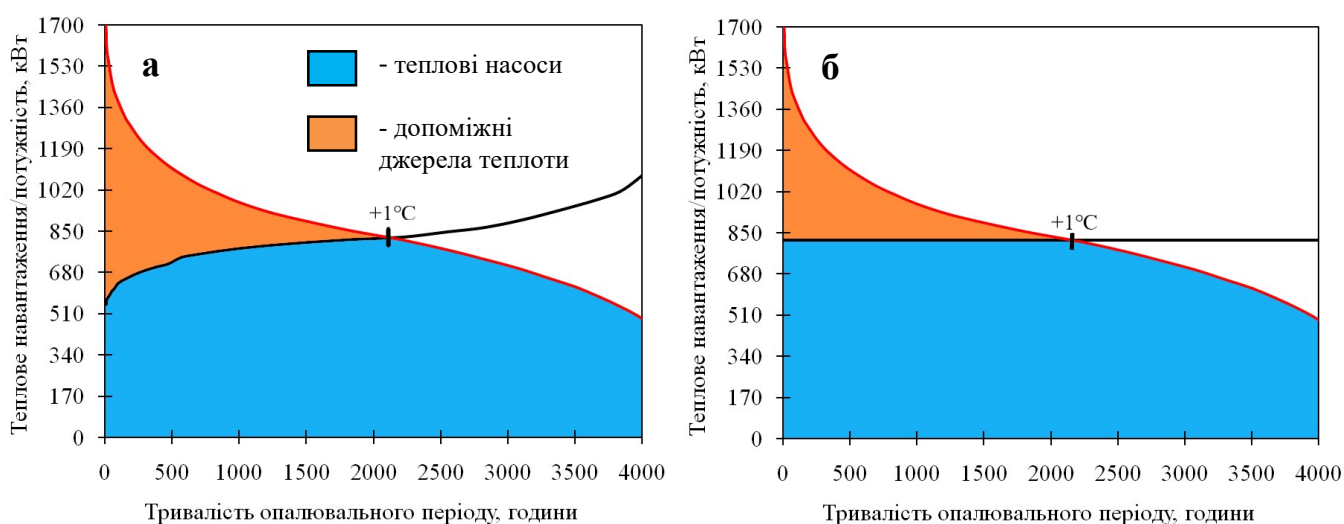 Теплове навантаження/потужність, кВт
1700
1530
1360
1190
1020
850
680
510
340
170
0
а
- теплові насоси
- допоміжні
джерела теплоти
+1°C
0 500 1000 1500 2000 2500 3000 3500 4000
Тривалість опалювального періоду, години
Теплове навантаження/потужність, кВт
1700
1530
1360
1190
1020
850
680
510
340
170
0
б
+1°C
0 500 1000 1500 2000 2500 3000 3500 4000
Тривалість опалювального періоду, години